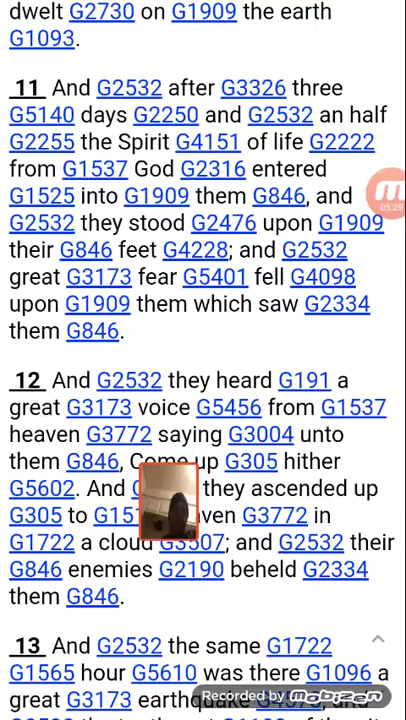 dwelt G2730 on G1909 the earth
G1093.
11 And G2532 after G3326 three
G5140 days G2250 and G2532 an half
G2255 the Spirit G4151 of life G2222
from G1537 God G2316 entered
G1525 into G1909 them G846, and
G2532 they stood G2476 upon G1909
their G846 feet G4228; and G2532
great G3173 fear G5401 fell G4098
upon G1909 them which saw G2334
them G846.
05:29
12 And G2532 they heard G191 a
great G3173 voice G5456 from G1537
heaven G3772 saying G3004 unto
them G846, Come up G305 hither
G5602. And they ascended up
G305 to G3772 in
G1722 a cloud G3507; and G2532 their
G846 enemies G2190 beheld G2334
them G846.
13 And G2532 the same G1722
G1565 hour G5610 was there G1096 a
great G3173 earthquake
Recorded by mobizen